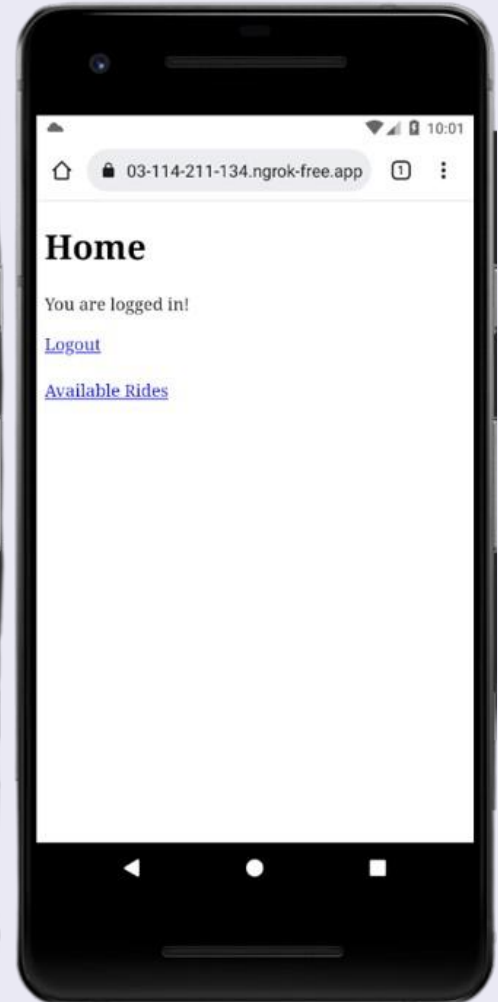 10:01
03-114-211-134.ngrok-free.app
1
Home
You are logged in!
Logout
Available Rides